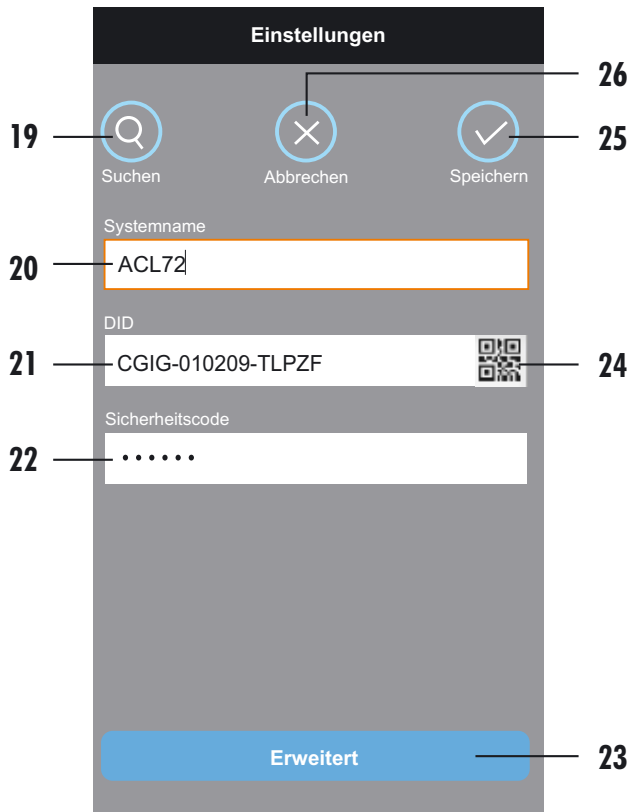 Einstellungen
26
19
25
Suchen
Abbrechen
Speichern
Systemname
20
ACL72
DID
21
CGIG-010209-TLPZF
24
Sicherheitscode
22
••••••
Erweitert
23